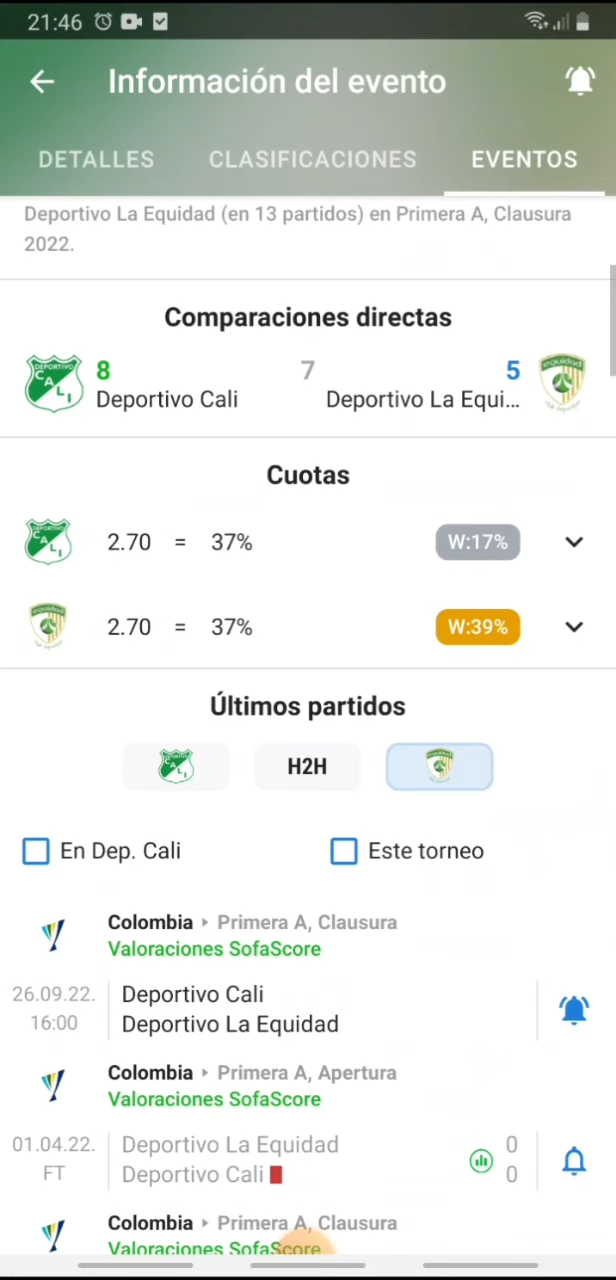 21:46
Información del evento
DETALLES CLASIFICACIONES EVENTOS
Deportivo La Equidad (en 13 partidos) en Primera A, Clausura
2022.
Comparaciones directas
8 7 5
Deportivo Cali Deportivo La Equi...
Cuotas
2.70 = 37% W:17%
2.70 = 37% W:39%
Últimos partidos
H2H
En Dep. Cali Este torneo
Colombia Primera A, Clausura
Valoraciones SofaScore
26.09.22. Deportivo Cali
16:00 Deportivo La Equidad
Colombia Primera A, Apertura
Valoraciones SofaScore
01.04.22. Deportivo La Equidad 0
FT Deportivo Cali 0
Colombia Primera A, Clausura
Valoraciones SofaScore